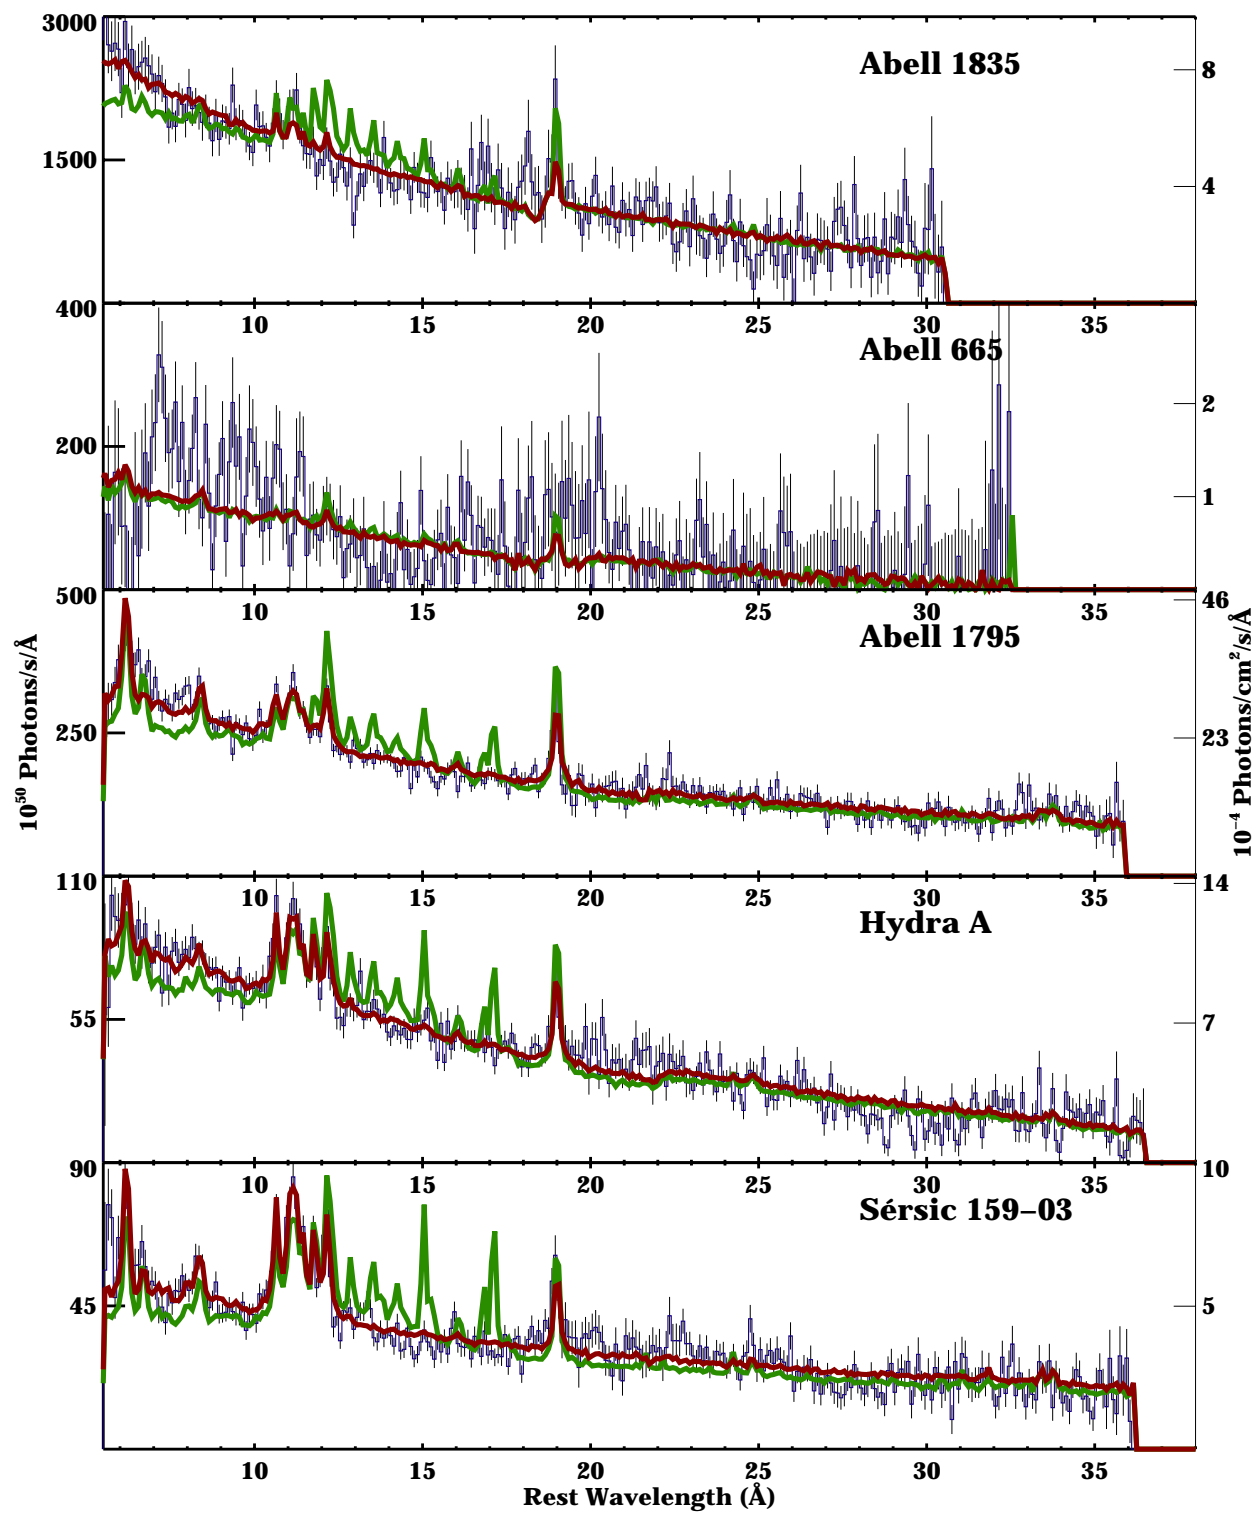 3000
1500
Abell 1835
8
4
10 15 20 25 30 35
400
200
Abell 665
2
1
10 15 20 25 30 35
500
250
Abell 1795
46
23
10 15 20 25 30 35
110
55
Hydra A
14
7
10 15 20 25 30 35
90
45
Sérsic 159−03
10
5
10 15 20 25 30 35
Rest Wavelength (Å)
10⁵⁰ Photons/s/Å
10⁻⁴ Photons/cm²/s/Å